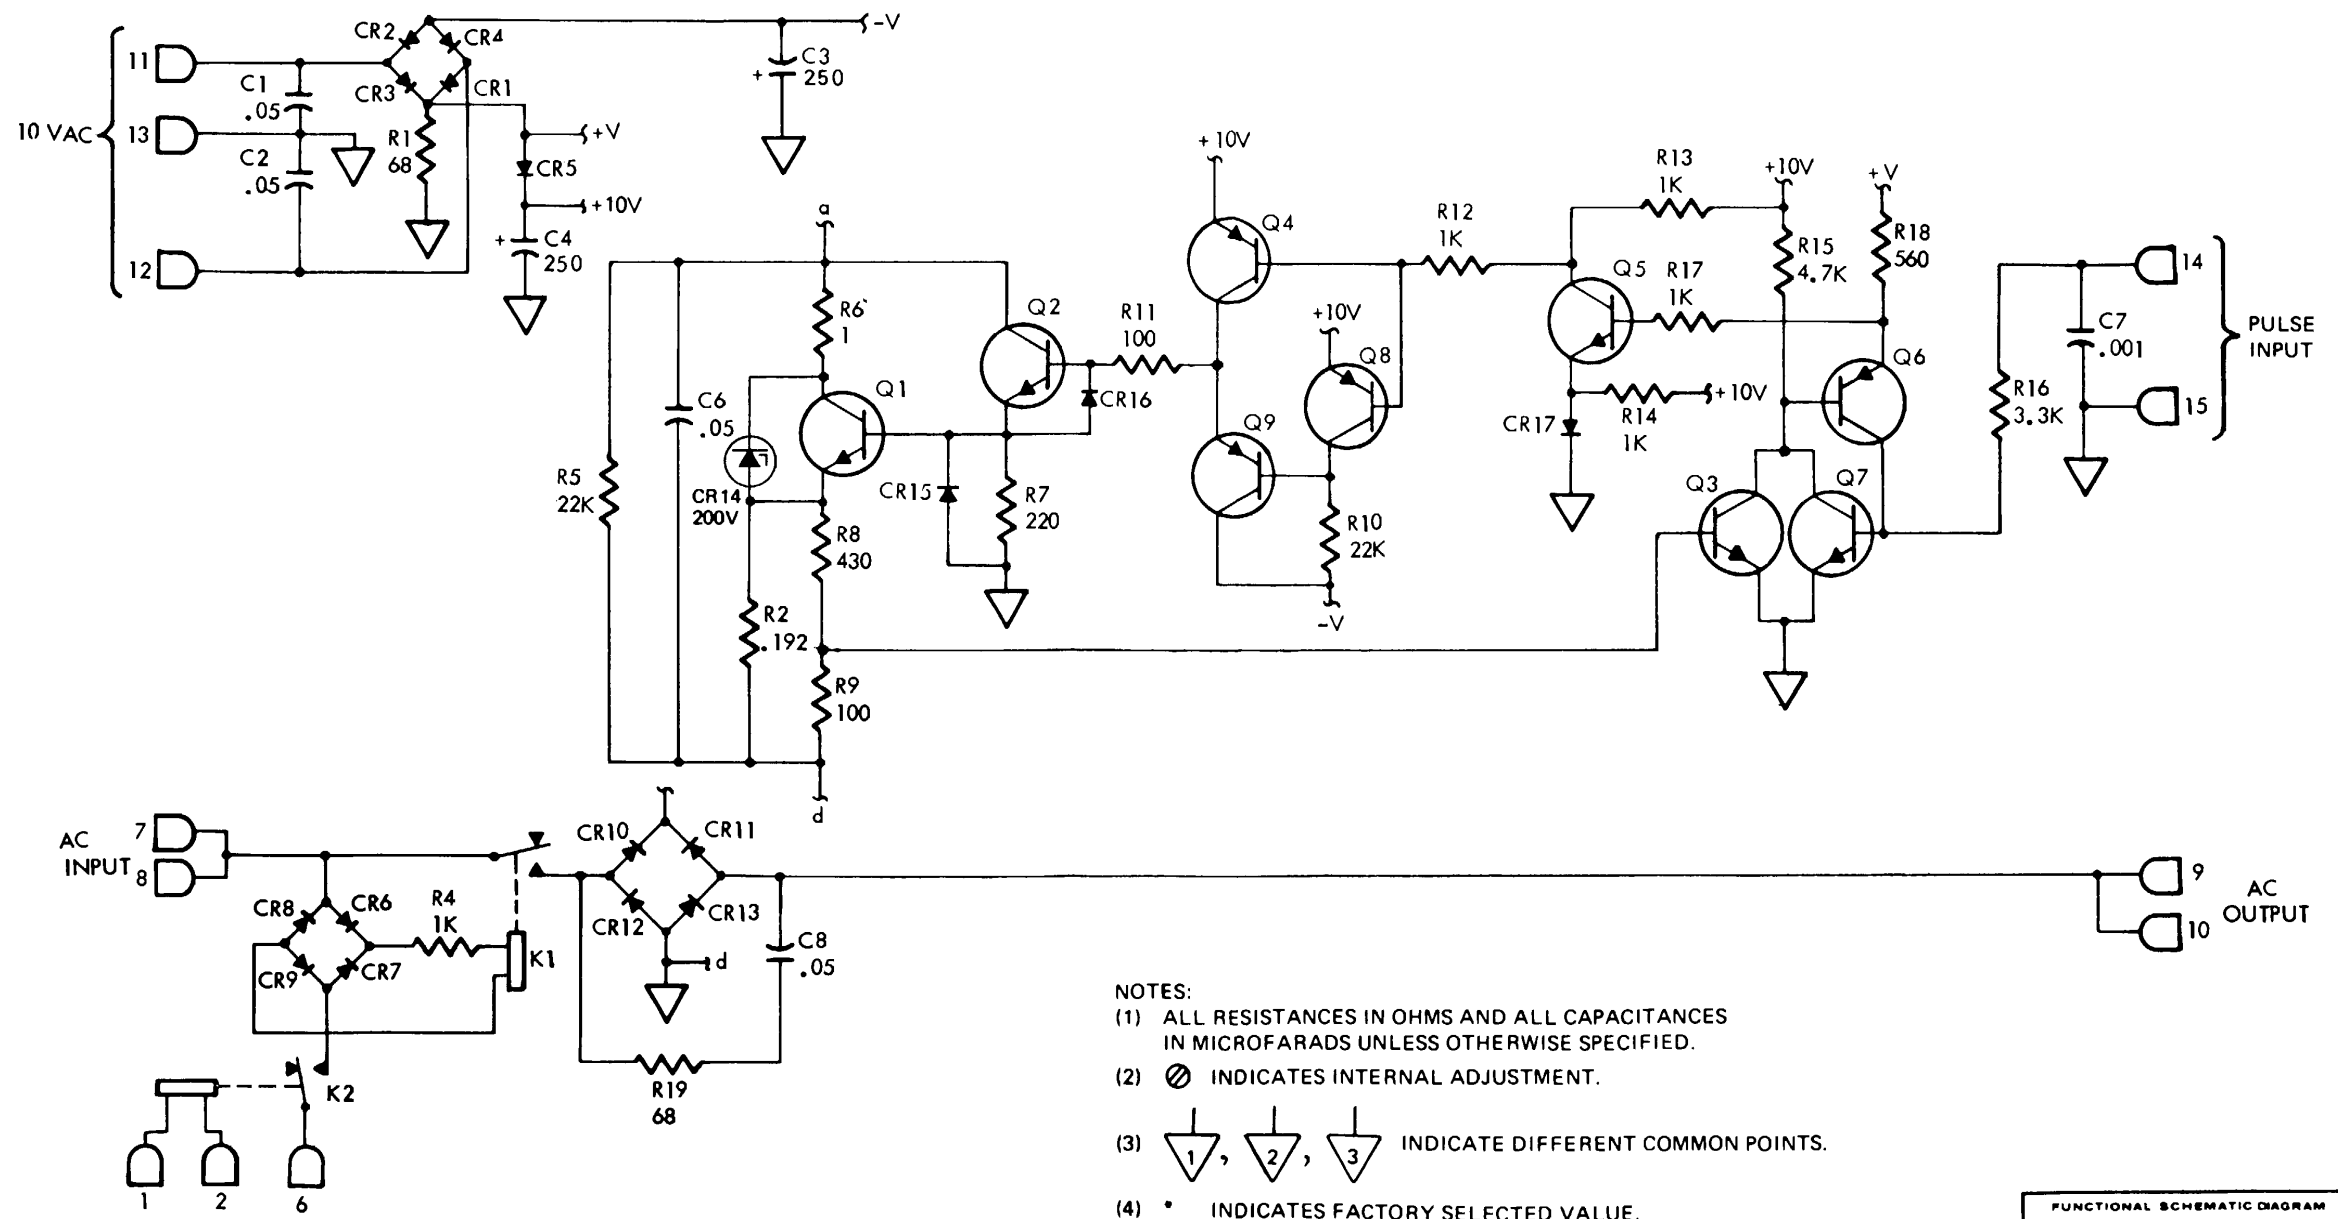 CR2
CR4
CR3
CR1
11
10 VAC
13
12
C1
.05
C2
.05
R1
68
+V
CR5
+10V
+
C4
250
-V
+
C3
250
a
R6
1
Q2
Q1
C6
.05
CR14
200V
R5
22K
R8
430
R2
.192
R9
100
d
CR15
R7
220
CR16
R11
100
+10V
Q4
+10V
Q8
Q9
R10
22K
-V
R12
1K
R13
1K
+10V
+V
R15
4.7K
R18
560
Q5
R17
1K
R14
1K
+10V
CR17
Q6
Q3
Q7
R16
3.3K
C7
.001
14
15
PULSE
INPUT
AC
INPUT
7
8
CR8
CR6
CR9
CR7
R4
1K
K1
K2
1
2
6
CR10
CR11
CR12
CR13
d
C8
.05
R19
68
9
10
AC
OUTPUT
NOTES:
(1) ALL RESISTANCES IN OHMS AND ALL CAPACITANCES
IN MICROFARADS UNLESS OTHERWISE SPECIFIED.
(2) INDICATES INTERNAL ADJUSTMENT.
(3) 1, 2, 3 INDICATE DIFFERENT COMMON POINTS.
(4) * INDICATES FACTORY SELECTED VALUE.
FUNCTIONAL SCHEMATIC DIAGRAM